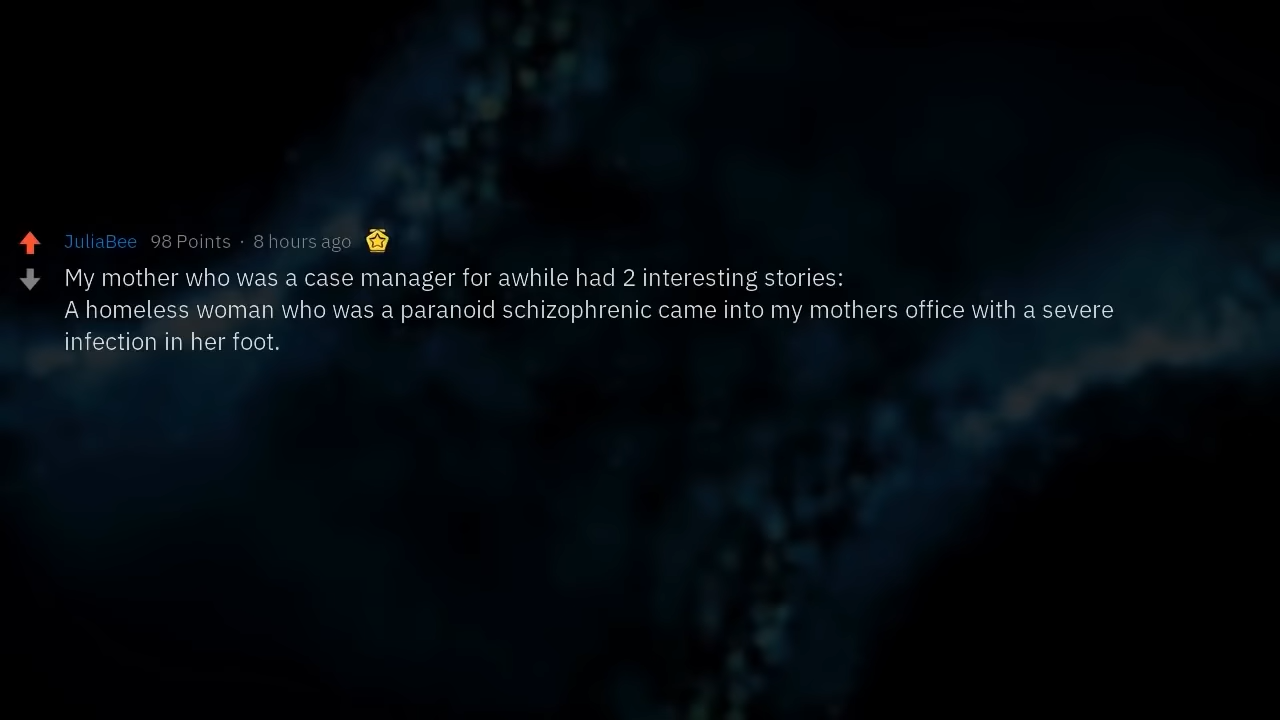 JuliaBee 98 Points · 8 hours ago
My mother who was a case manager for awhile had 2 interesting stories:
A homeless woman who was a paranoid schizophrenic came into my mothers office with a severe
infection in her foot.